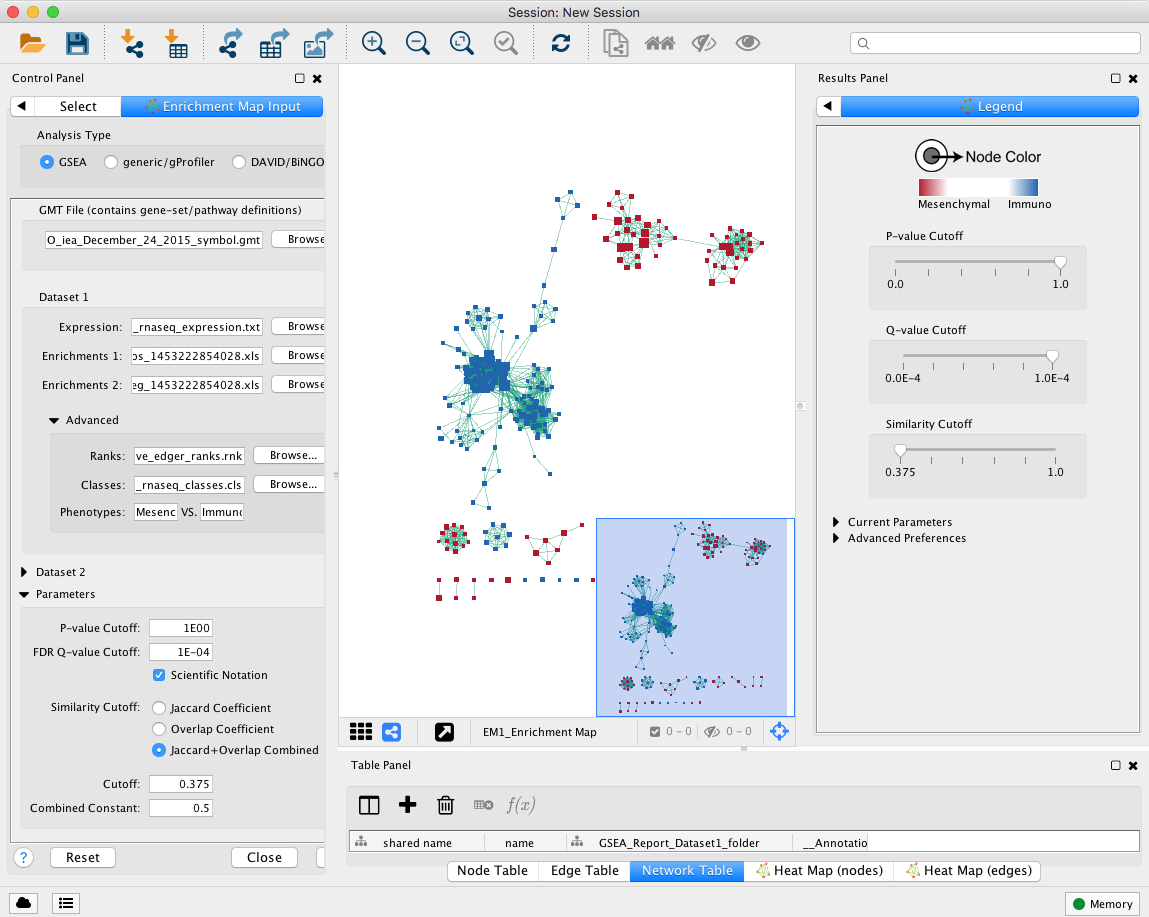 Session: New Session
Control Panel
Select
Enrichment Map Input
Analysis Type
GSEA
generic/gProfiler
DAVID/BiNGO
GMT File (contains gene-set/pathway definitions)
O_iea_December_24_2015_symbol.gmt
Browse
Dataset 1
Expression: _rnaseq_expression.txt Browse
Enrichments 1: os_1453222854028.xls Browse
Enrichments 2: eg_1453222854028.xls Browse
Advanced
Ranks: ve_edger_ranks.rnk Browse...
Classes: _rnaseq_classes.cls Browse...
Phenotypes: Mesenc VS. Immuno
Dataset 2
Parameters
P-value Cutoff: 1E00
FDR Q-value Cutoff: 1E-04
Scientific Notation
Similarity Cutoff: Jaccard Coefficient
Overlap Coefficient
Jaccard+Overlap Combined
Cutoff: 0.375
Combined Constant: 0.5
? Reset Close
EM1_Enrichment Map
0 - 0
0 - 0
Results Panel
Legend
Node Color
Mesenchymal Immuno
P-value Cutoff
0.0 1.0
Q-value Cutoff
0.0E-4 1.0E-4
Similarity Cutoff
0.375 1.0
Current Parameters
Advanced Preferences
Table Panel
f(x)
shared name name GSEA_Report_Dataset1_folder __Annotatio
Node Table Edge Table Network Table Heat Map (nodes) Heat Map (edges)
Memory